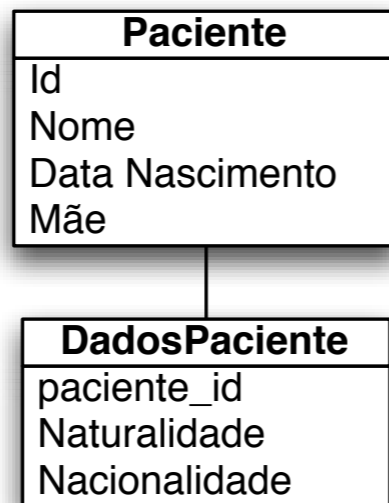 Paciente
Id
Nome
Data Nascimento
Mãe
DadosPaciente
paciente_id
Naturalidade
Nacionalidade